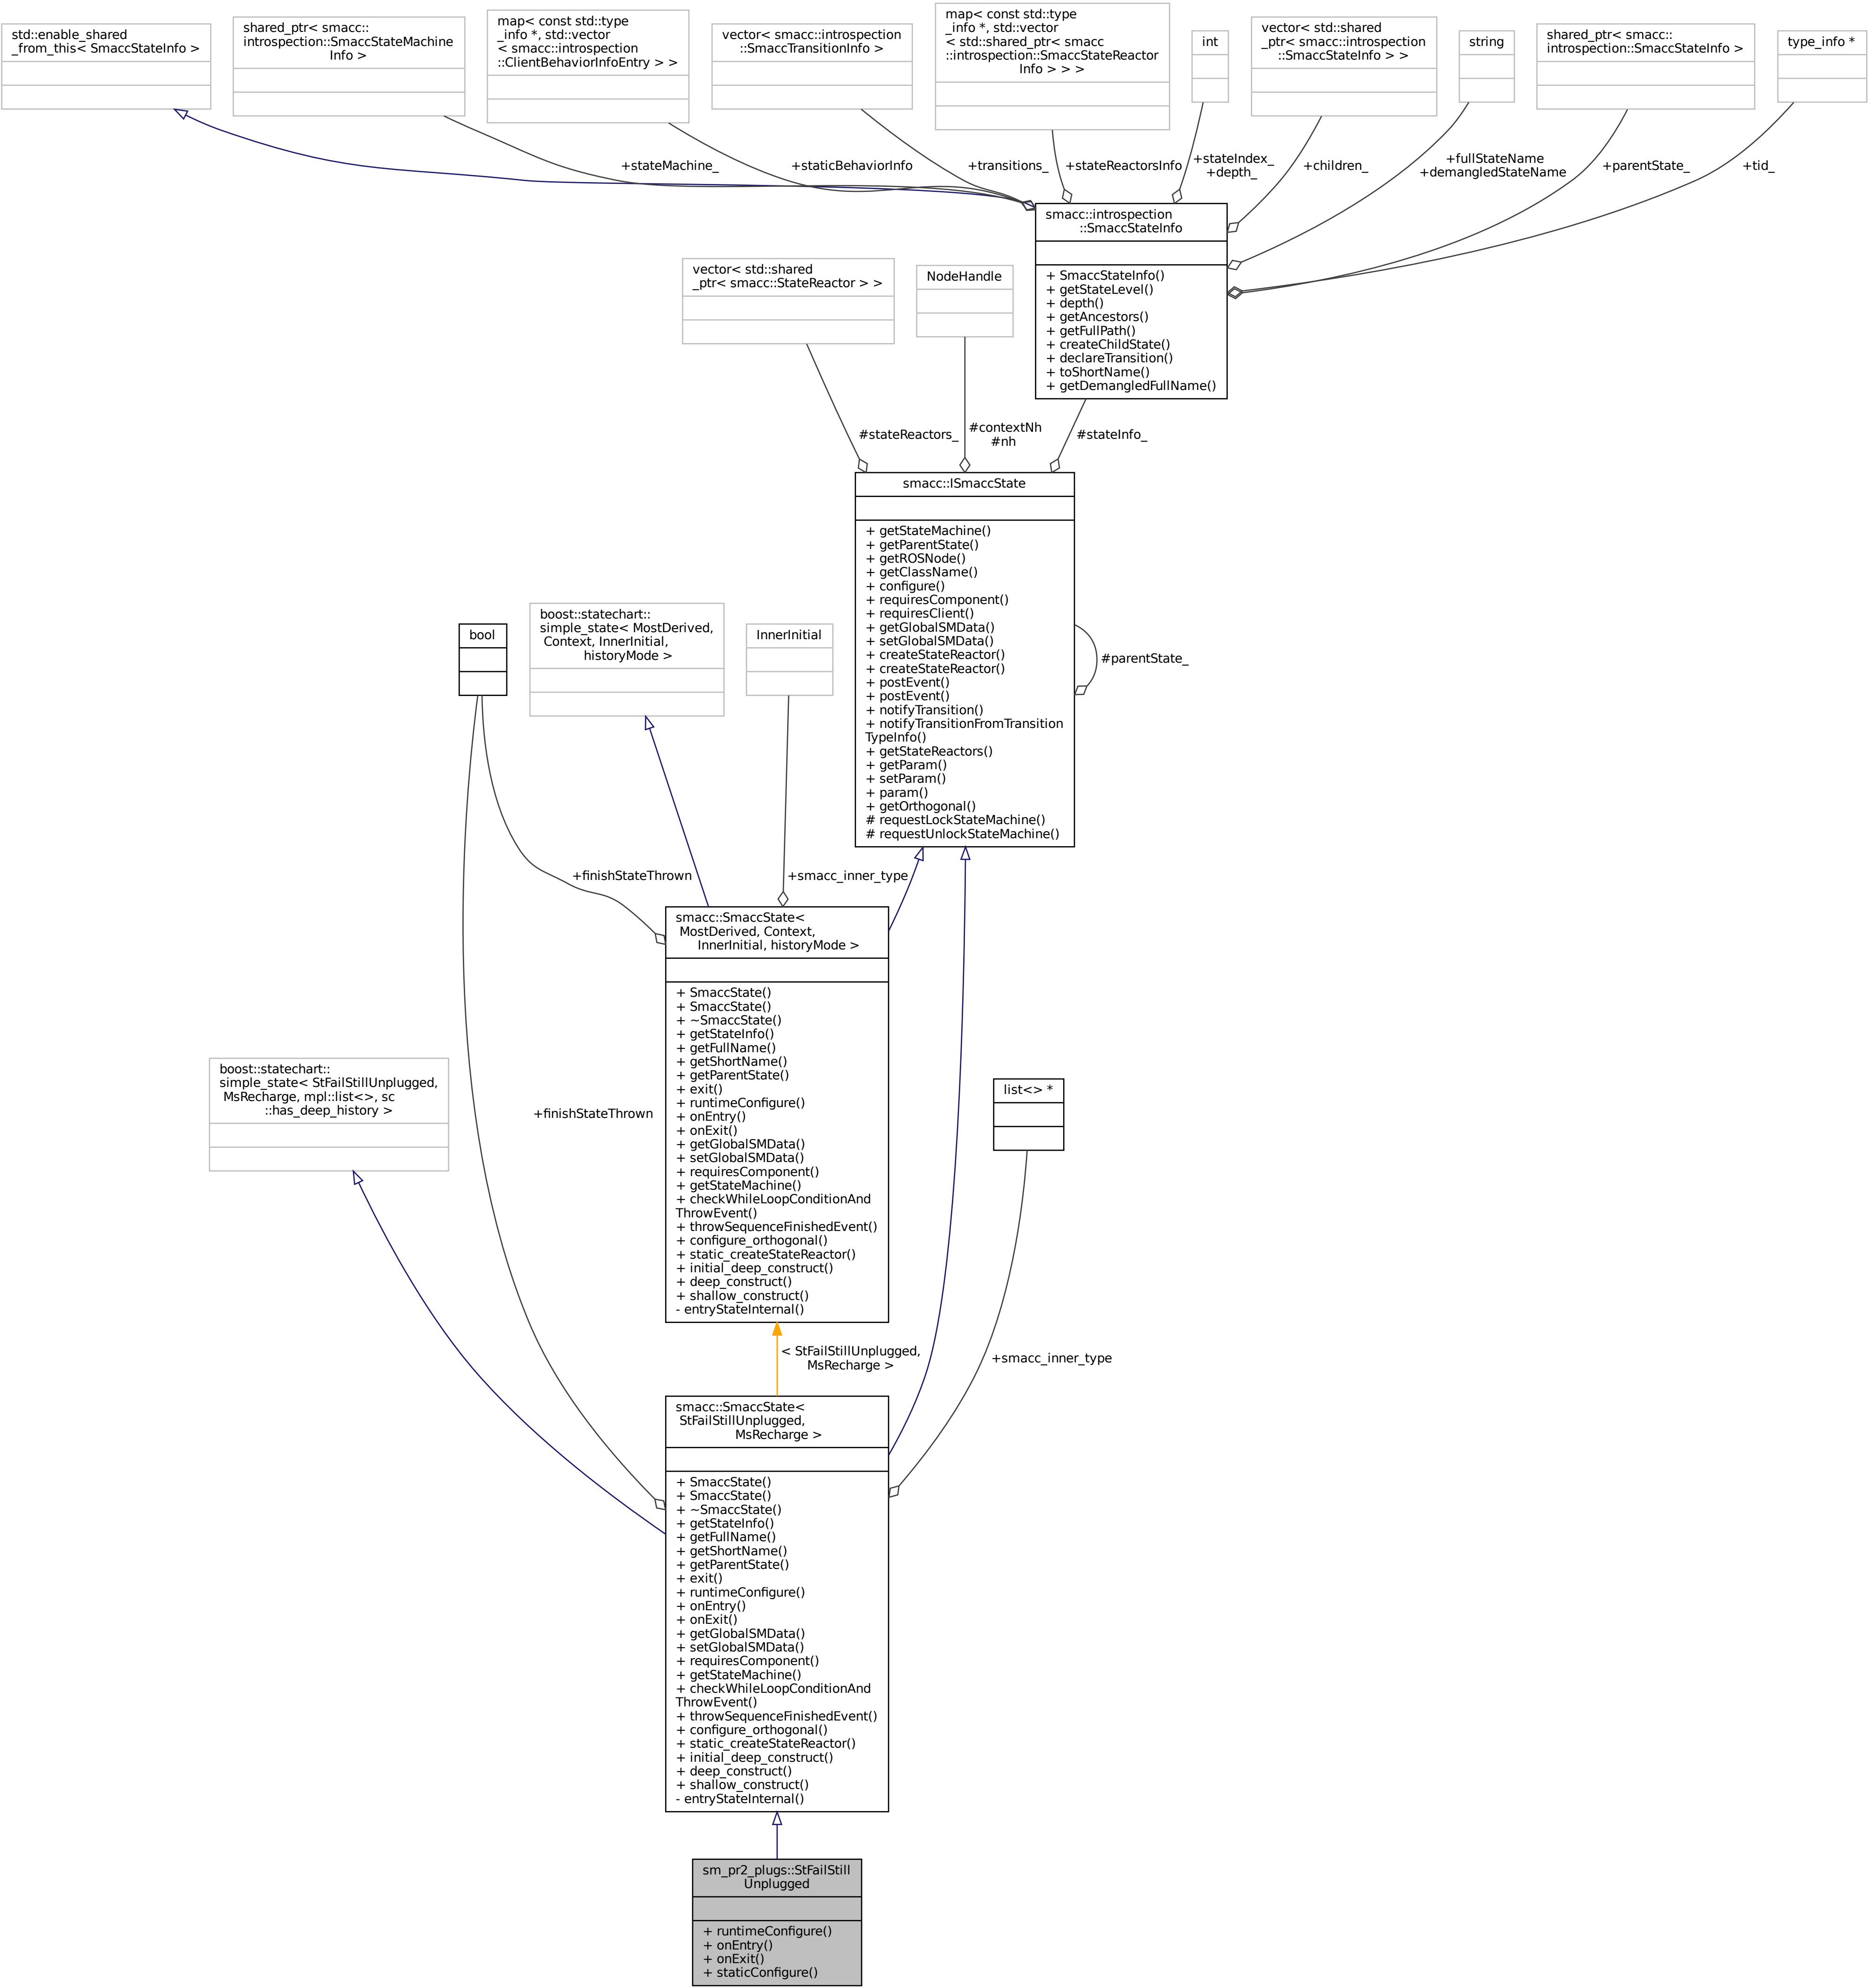 std::enable_shared
_from_this< SmaccStateInfo >
shared_ptr< smacc::
introspection::SmaccStateMachine
Info >
map< const std::type
_info *, std::vector
< smacc::introspection
::ClientBehaviorInfoEntry > >
vector< smacc::introspection
::SmaccTransitionInfo >
map< const std::type
_info *, std::vector
< std::shared_ptr< smacc
::introspection::SmaccStateReactor
Info > > >
int
vector< std::shared
_ptr< smacc::introspection
::SmaccStateInfo > >
string
shared_ptr< smacc::
introspection::SmaccStateInfo >
type_info *
+stateMachine_
+staticBehaviorInfo
+transitions_
+stateReactorsInfo
+stateIndex_
+depth_
+children_
+fullStateName
+demangledStateName
+parentState_
+tid_
smacc::introspection
::SmaccStateInfo
+ SmaccStateInfo()
+ getStateLevel()
+ depth()
+ getAncestors()
+ getFullPath()
+ createChildState()
+ declareTransition()
+ toShortName()
+ getDemangledFullName()
vector< std::shared
_ptr< smacc::StateReactor > >
NodeHandle
#stateReactors_
#contextNh
#nh
#stateInfo_
smacc::ISmaccState
+ getStateMachine()
+ getParentState()
+ getROSNode()
+ getClassName()
+ configure()
+ requiresComponent()
+ requiresClient()
+ getGlobalSMData()
+ setGlobalSMData()
+ createStateReactor()
+ createStateReactor()
+ postEvent()
+ postEvent()
+ notifyTransition()
+ notifyTransitionFromTransition
TypeInfo()
+ getStateReactors()
+ getParam()
+ setParam()
+ param()
+ getOrthogonal()
# requestLockStateMachine()
# requestUnlockStateMachine()
#parentState_
bool
boost::statechart::
simple_state< MostDerived,
Context, InnerInitial,
historyMode >
InnerInitial
+finishStateThrown
+smacc_inner_type
smacc::SmaccState<
MostDerived, Context,
InnerInitial, historyMode >
+ SmaccState()
+ SmaccState()
+ ~SmaccState()
+ getStateInfo()
+ getFullName()
+ getShortName()
+ getParentState()
+ exit()
+ runtimeConfigure()
+ onEntry()
+ onExit()
+ getGlobalSMData()
+ setGlobalSMData()
+ requiresComponent()
+ getStateMachine()
+ checkWhileLoopConditionAnd
ThrowEvent()
+ throwSequenceFinishedEvent()
+ configure_orthogonal()
+ static_createStateReactor()
+ initial_deep_construct()
+ deep_construct()
+ shallow_construct()
- entryStateInternal()
boost::statechart::
simple_state< StFailStillUnplugged,
MsRecharge, mpl::list<>, sc
::has_deep_history >
+finishStateThrown
list<> *
< StFailStillUnplugged,
MsRecharge >
+smacc_inner_type
smacc::SmaccState<
StFailStillUnplugged,
MsRecharge >
+ SmaccState()
+ SmaccState()
+ ~SmaccState()
+ getStateInfo()
+ getFullName()
+ getShortName()
+ getParentState()
+ exit()
+ runtimeConfigure()
+ onEntry()
+ onExit()
+ getGlobalSMData()
+ setGlobalSMData()
+ requiresComponent()
+ getStateMachine()
+ checkWhileLoopConditionAnd
ThrowEvent()
+ throwSequenceFinishedEvent()
+ configure_orthogonal()
+ static_createStateReactor()
+ initial_deep_construct()
+ deep_construct()
+ shallow_construct()
- entryStateInternal()
sm_pr2_plugs::StFailStill
Unplugged
+ runtimeConfigure()
+ onEntry()
+ onExit()
+ staticConfigure()